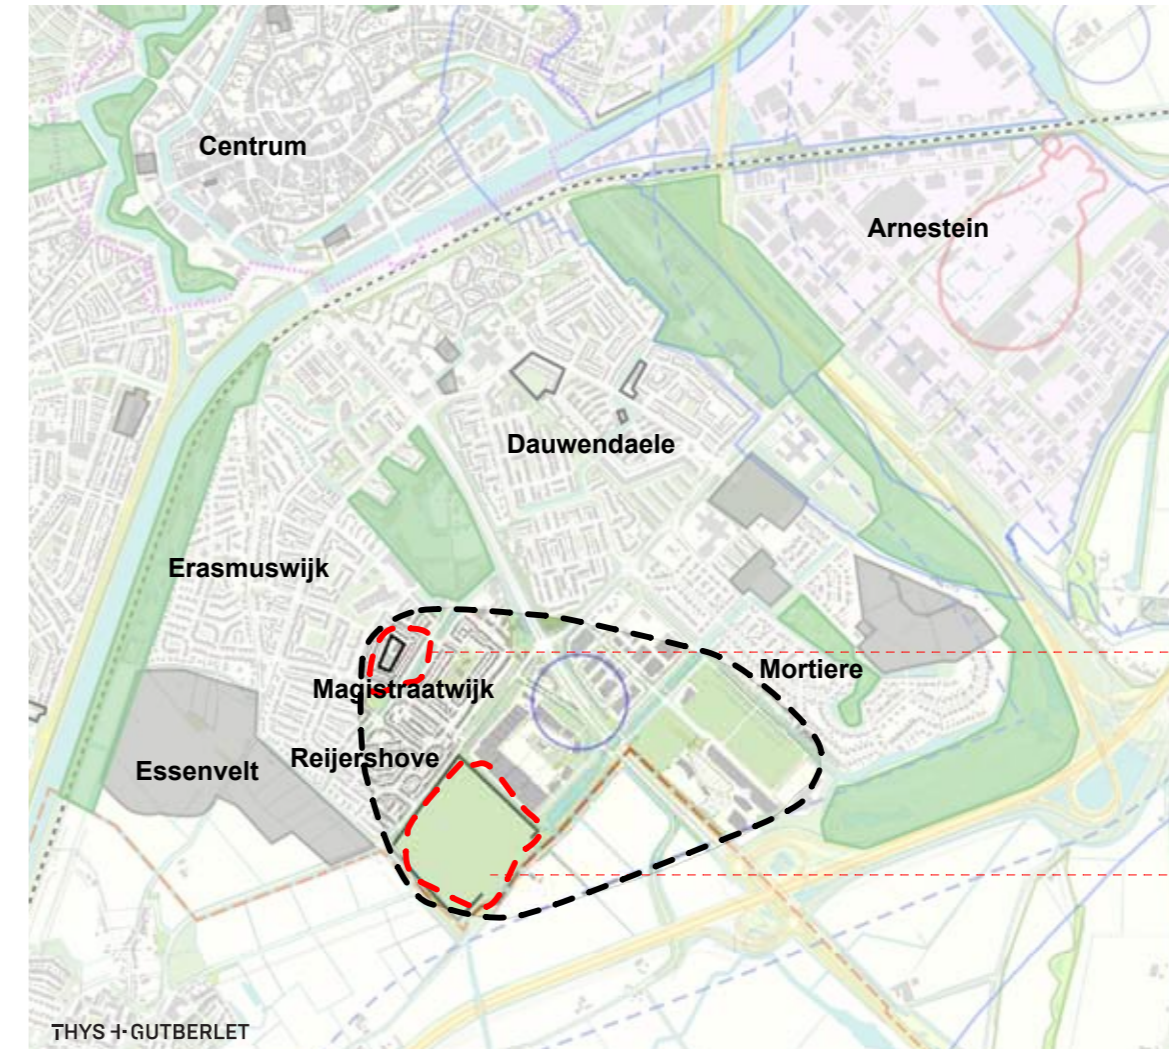 Centrum
Arnestein
Dauwendaele
Erasmuswijk
Mortiere
Magistraatwijk
Reijershove
Essenvelt
THYS + GUTBERLET